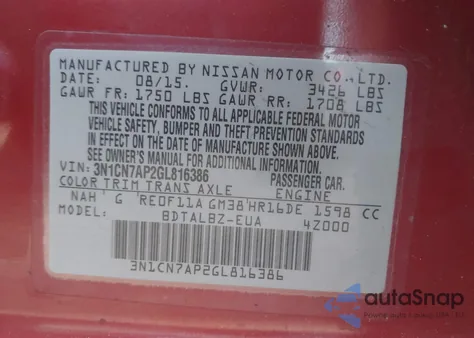 MANUFACTURED BY NISSAN MOTOR CO., LTD.
DATE: 08/15. GVWR: 3426 LBS
GAWR FR: 1750 LBS GAWR RR: 1708 LBS
THIS VEHICLE CONFORMS TO ALL APPLICABLE FEDERAL MOTOR
VEHICLE SAFETY, BUMPER AND THEFT PREVENTION STANDARDS
IN EFFECT ON THE DATE OF MANUFACTURE SHOWN ABOVE.
SEE OWNER'S MANUAL FOR ADDITIONAL INFORMATION.
VIN: 3N1CN7AP2GL816386 PASSENGER CAR.
COLOR TRIM TRANS AXLE ENGINE
NAH G RE0F11A GM38 HR16DE 1598 CC
MODEL: BDTALBZ-EUA 4Z000
3N1CN7AP2GL816386
autoSnap